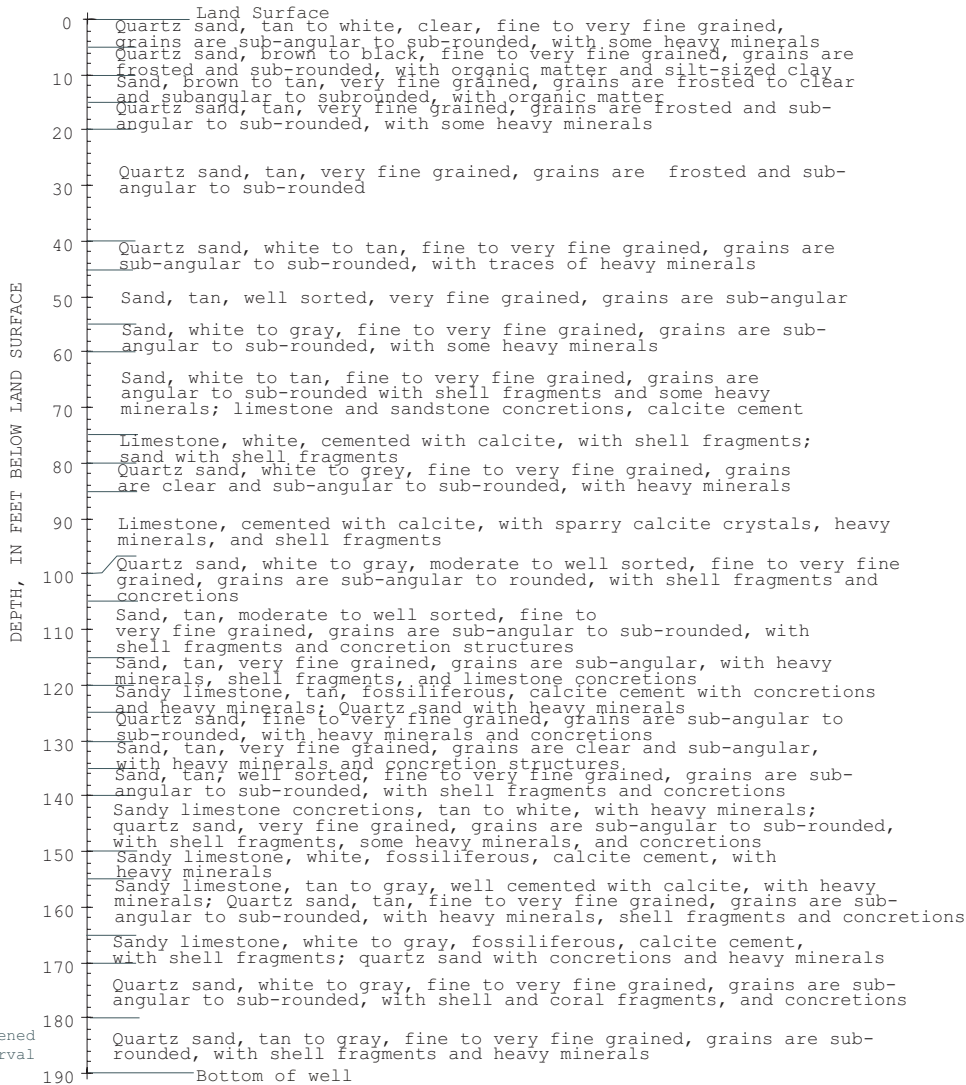 Land Surface
0
Quartz sand, tan to white, clear, fine to very fine grained,
grains are sub-angular to sub-rounded, with some heavy minerals
Quartz sand, brown to black, fine to very fine grained, grains are
frosted and sub-rounded, with organic matter and silt-sized clay
10
Sand, brown to tan, very fine grained, grains are frosted to clear
and subangular to subrounded, with organic matter
Quartz sand, tan, very fine grained, grains are frosted and sub-
angular to sub-rounded, with some heavy minerals
20
Quartz sand, tan, very fine grained, grains are frosted and sub-
angular to sub-rounded
30
40
Quartz sand, white to tan, fine to very fine grained, grains are
sub-angular to sub-rounded, with traces of heavy minerals
50
Sand, tan, well sorted, very fine grained, grains are sub-angular
Sand, white to gray, fine to very fine grained, grains are sub-
angular to sub-rounded, with some heavy minerals
60
Sand, white to tan, fine to very fine grained, grains are
angular to sub-rounded with shell fragments and some heavy
minerals; limestone and sandstone concretions, calcite cement
70
Limestone, white, cemented with calcite, with shell fragments;
sand with shell fragments
80
Quartz sand, white to grey, fine to very fine grained, grains
are clear and sub-angular to sub-rounded, with heavy minerals
90
Limestone, cemented with calcite, with sparry calcite crystals, heavy
minerals, and shell fragments
Quartz sand, white to gray, moderate to well sorted, fine to very fine
grained, grains are sub-angular to rounded, with shell fragments and
concretions
100
Sand, tan, moderate to well sorted, fine to
very fine grained, grains are sub-angular to sub-rounded, with
shell fragments and concretion structures
110
Sand, tan, very fine grained, grains are sub-angular, with heavy
minerals, shell fragments, and limestone concretions
120
Sandy limestone, tan, fossiliferous, calcite cement with concretions
and heavy minerals; Quartz sand with heavy minerals
Quartz sand, fine to very fine grained, grains are sub-angular to
sub-rounded, with heavy minerals and concretions
130
Sand, tan, very fine grained, grains are clear and sub-angular,
with heavy minerals and concretion structures
Sand, tan, well sorted, fine to very fine grained, grains are sub-
angular to sub-rounded, with shell fragments and concretions
140
Sandy limestone concretions, tan to white, with heavy minerals;
quartz sand, very fine grained, grains are sub-angular to sub-rounded,
with shell fragments, some heavy minerals, and concretions
150
Sandy limestone, white, fossiliferous, calcite cement, with
heavy minerals
Sandy limestone, tan to gray, well cemented with calcite, with heavy
minerals; Quartz sand, tan, fine to very fine grained, grains are sub-
angular to sub-rounded, with heavy minerals, shell fragments and concretions
160
Sandy limestone, white to gray, fossiliferous, calcite cement,
with shell fragments; quartz sand with concretions and heavy minerals
170
Quartz sand, white to gray, fine to very fine grained, grains are sub-
angular to sub-rounded, with shell and coral fragments, and concretions
180
Quartz sand, tan to gray, fine to very fine grained, grains are sub-
rounded, with shell fragments and heavy minerals
190
Bottom of well
DEPTH, IN FEET BELOW LAND SURFACE
ened
rval